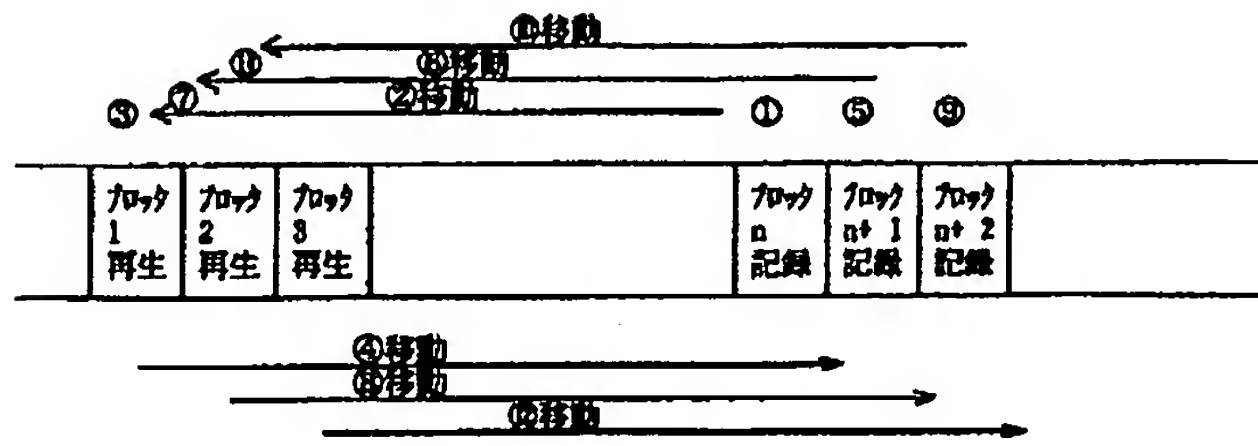 ⑩移動
⑪ ⑥移動
⑦ ②移動
③ ① ⑤ ⑨
ブロック ブロック ブロック ブロック ブロック ブロック
1 2 3 n n+ 1 n+ 2
再生 再生 再生 記録 記録 記録
④移動
⑧移動
⑫移動